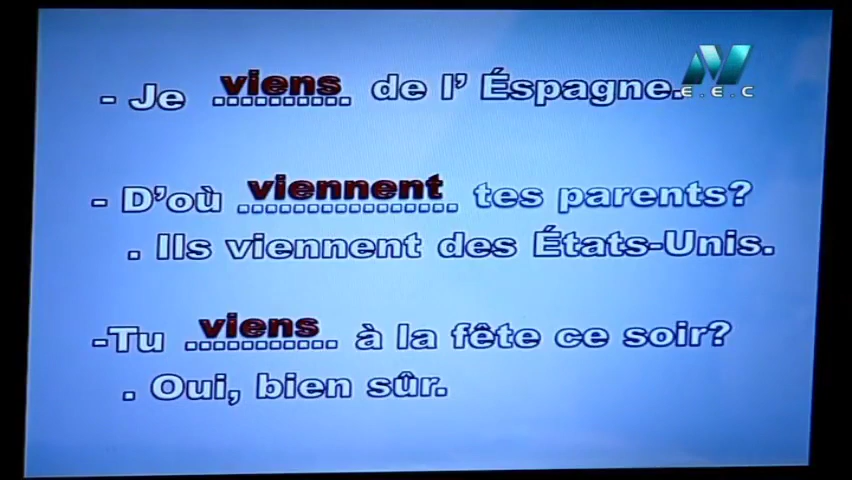 - Je viens de l' Éspagne.
N
E.E.C
- D'où viennent tes parents?
. Ils viennent des États-Unis.
-Tu viens à la fête ce soir?
. Oui, bien sûr.